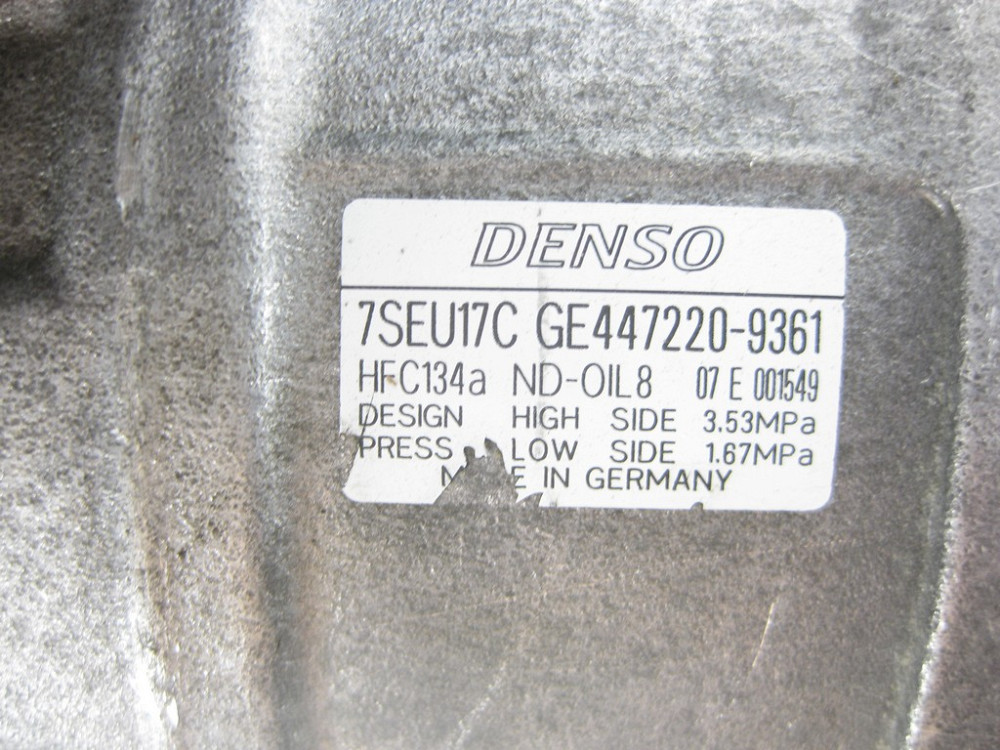 DENSO
7SEU17C GE447220-9361
HFC134a ND-OIL8 07 E 001549
DESIGN HIGH SIDE 3.53MPa
PRESS LOW SIDE 1.67MPa
IN GERMANY